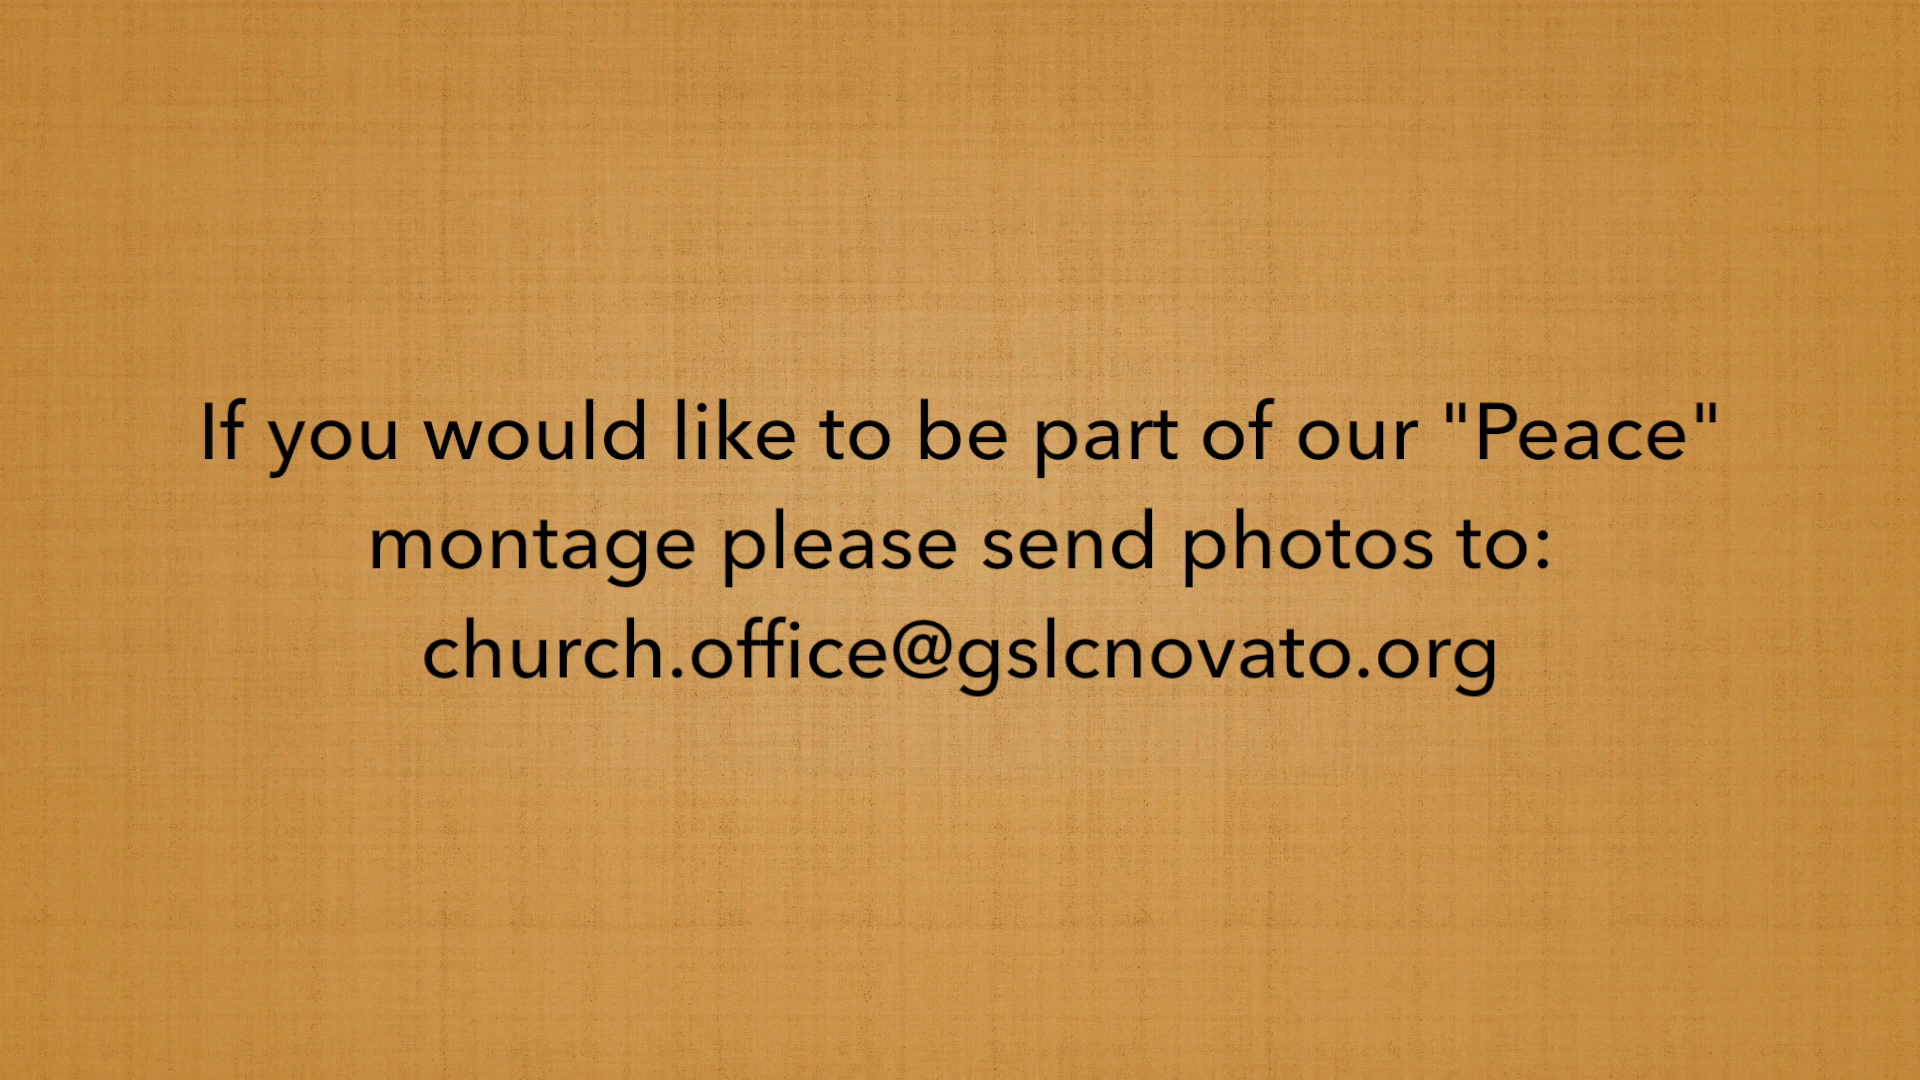 If you would like to be part of our "Peace"
montage please send photos to:
church.office@gslcnovato.org